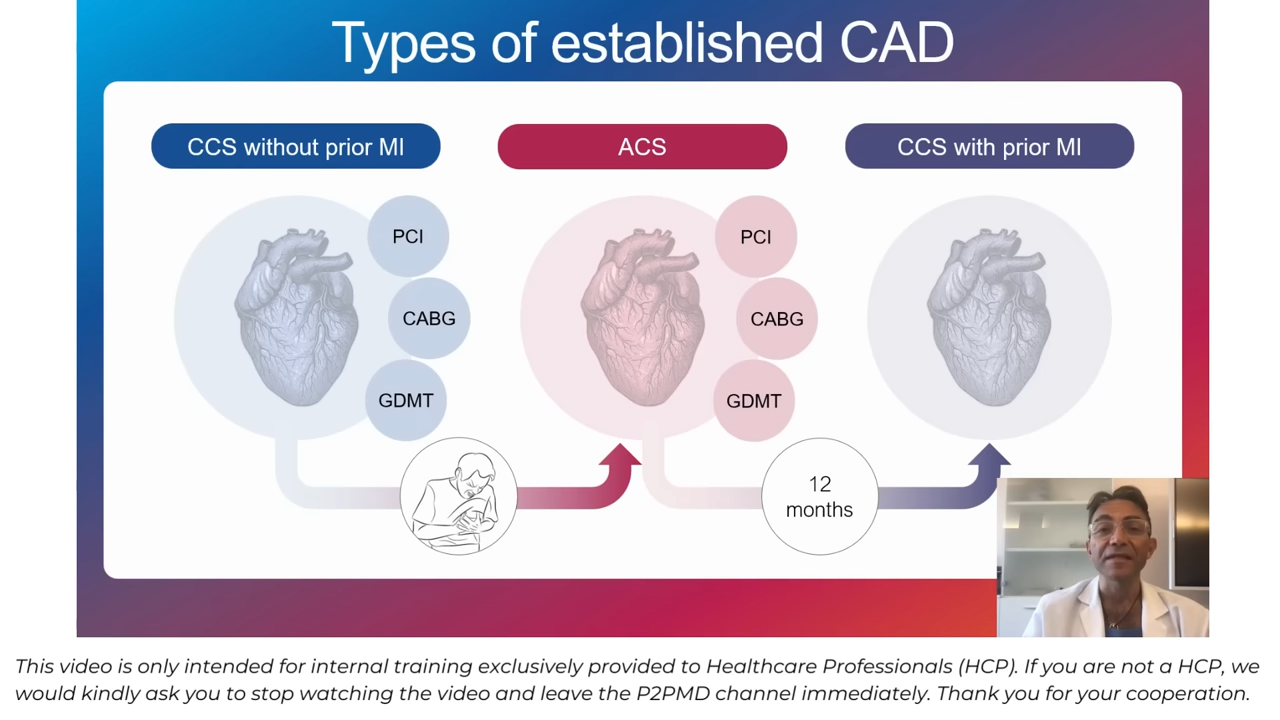 Types of established CAD
CCS without prior MI
ACS
CCS with prior MI
PCI
CABG
GDMT
PCI
CABG
GDMT
12
months
This video is only intended for internal training exclusively provided to Healthcare Professionals (HCP). If you are not a HCP, we
would kindly ask you to stop watching the video and leave the P2PMD channel immediately. Thank you for your cooperation.